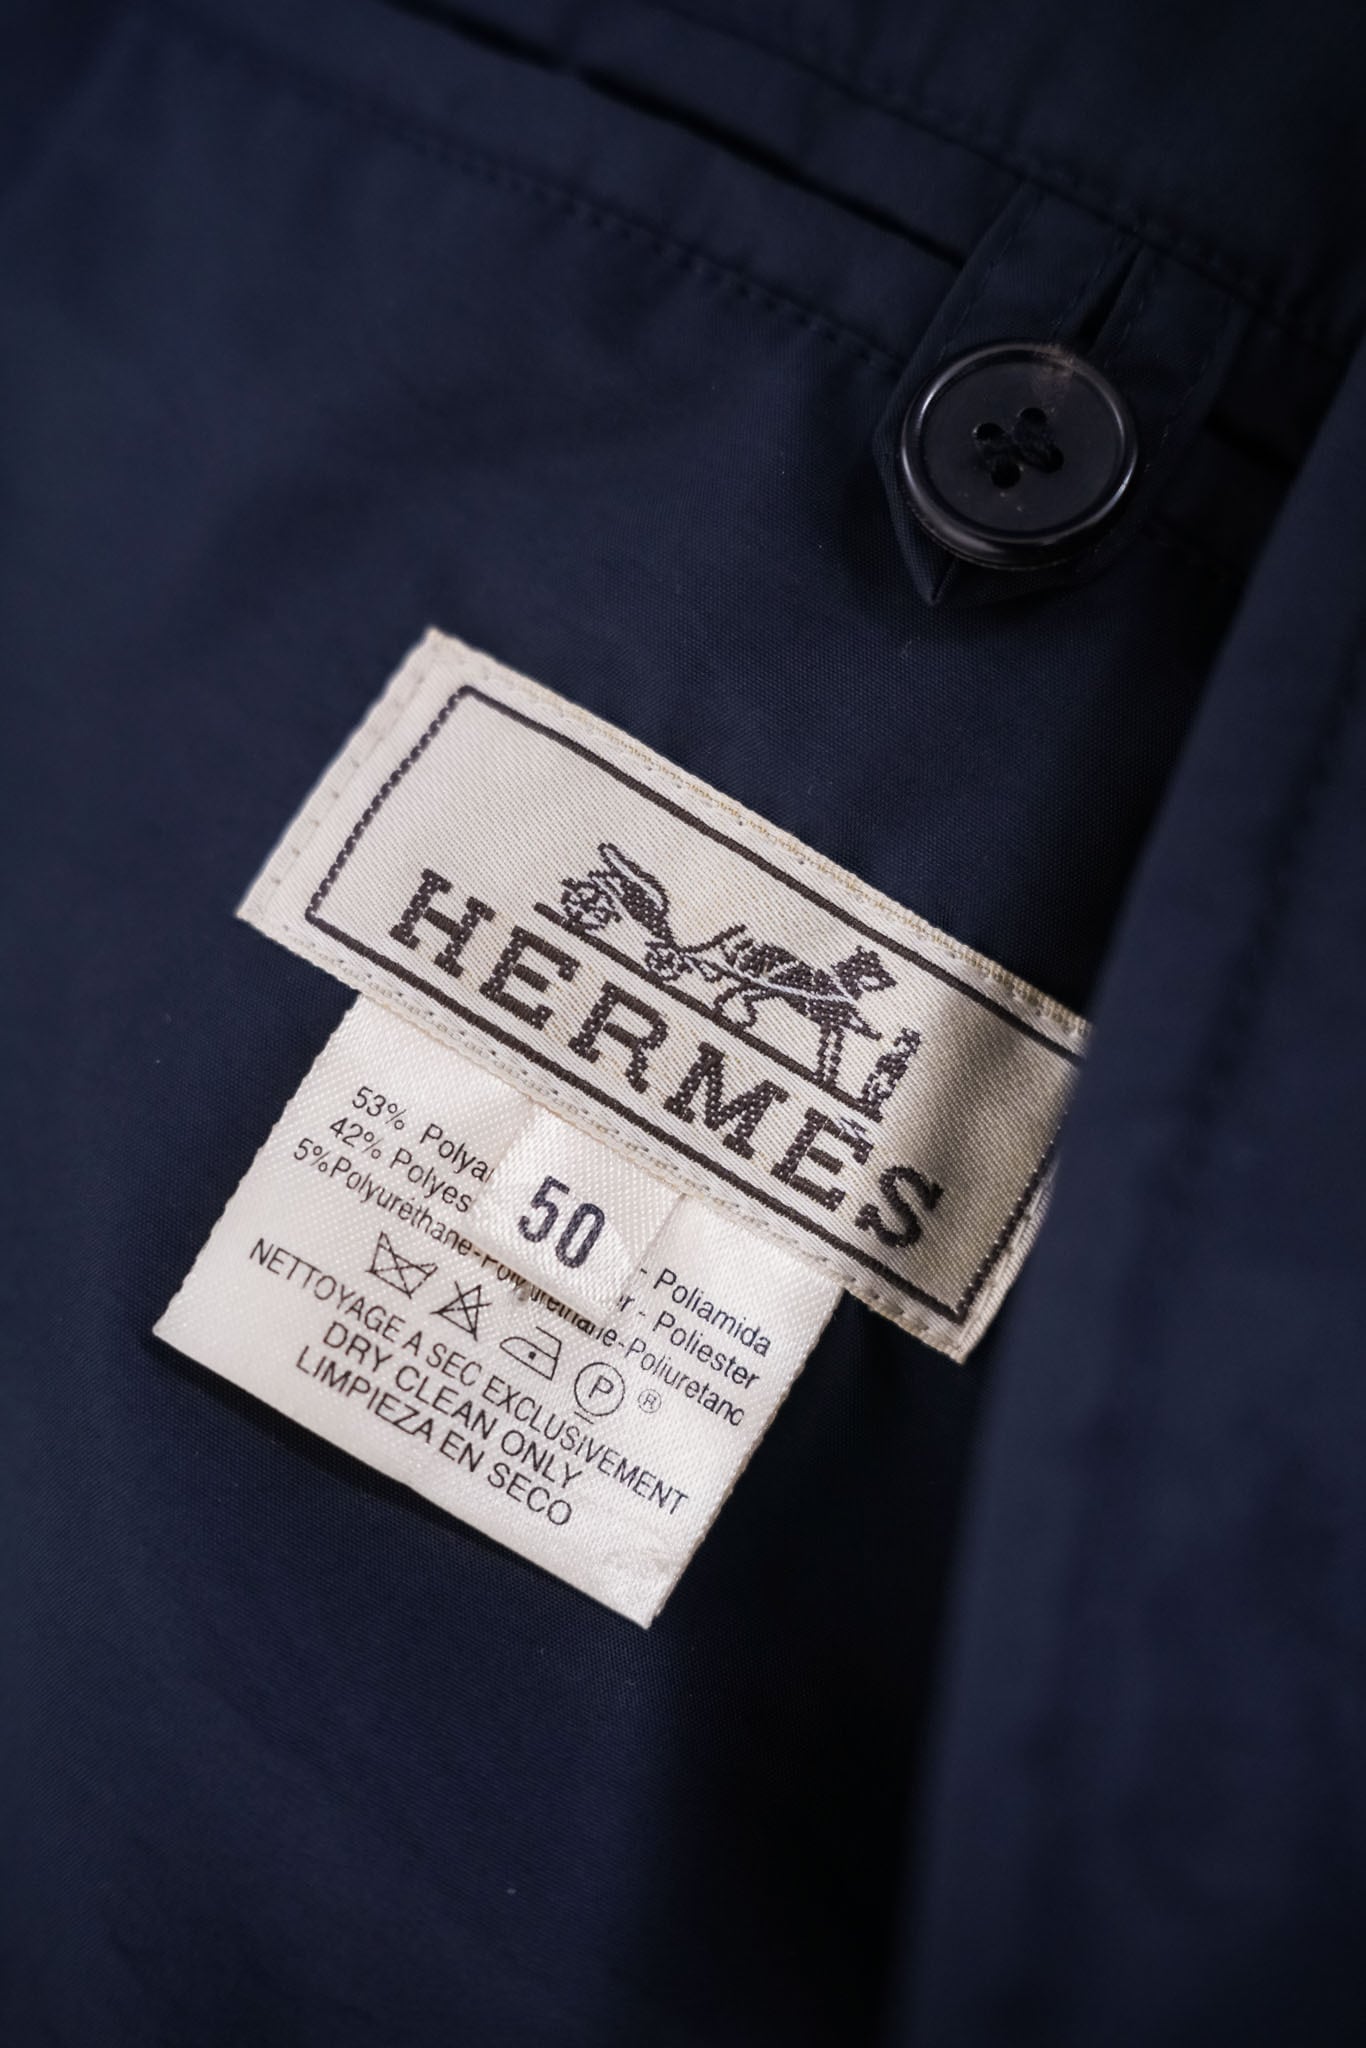 HERMES
50
53% Polya - Poliamida
42% Polyes r - Poliester
5%Polyuréthane-Polyurethane-Poliuretano
P ®
NETTOYAGE A SEC EXCLUSIVEMENT
DRY CLEAN ONLY
LIMPIEZA EN SECO